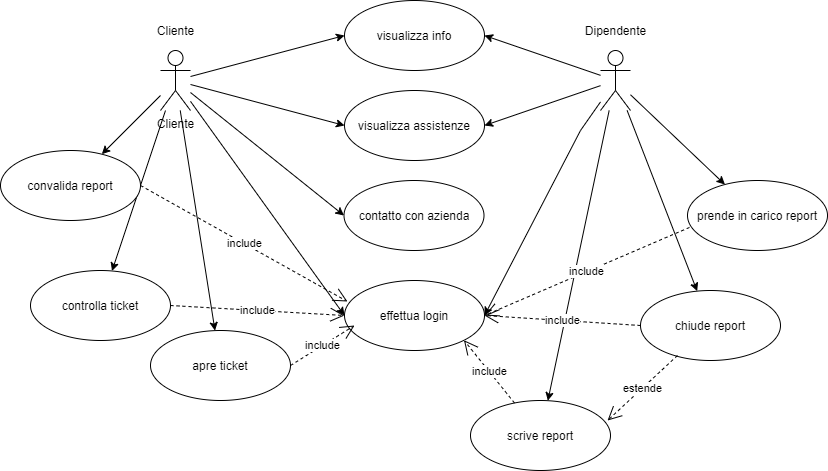 Cliente
Dipendente
visualizza info
Cliente
visualizza assistenze
convalida report
contatto con azienda
prende in carico report
include
include
controlla ticket
include
effettua login
include
chiude report
include
apre ticket
include
estende
scrive report